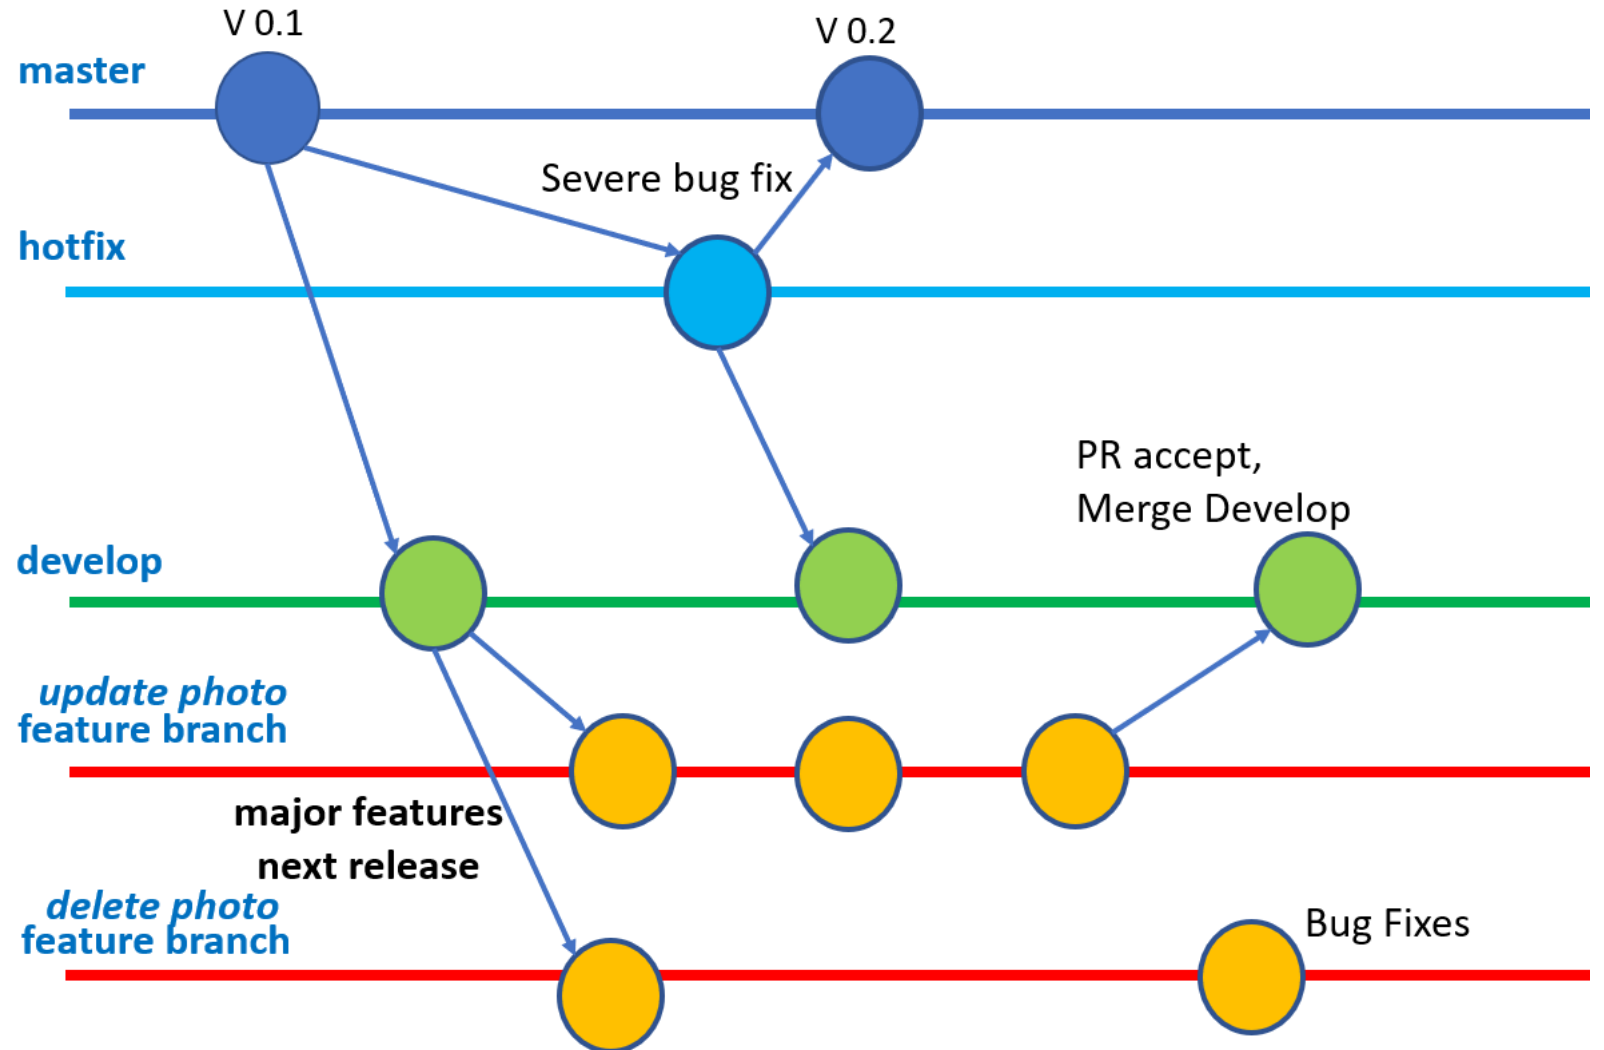 V 0.1
V 0.2
master
Severe bug fix
hotfix
PR accept,
Merge Develop
develop
update photo
feature branch
major features
next release
delete photo
feature branch
Bug Fixes